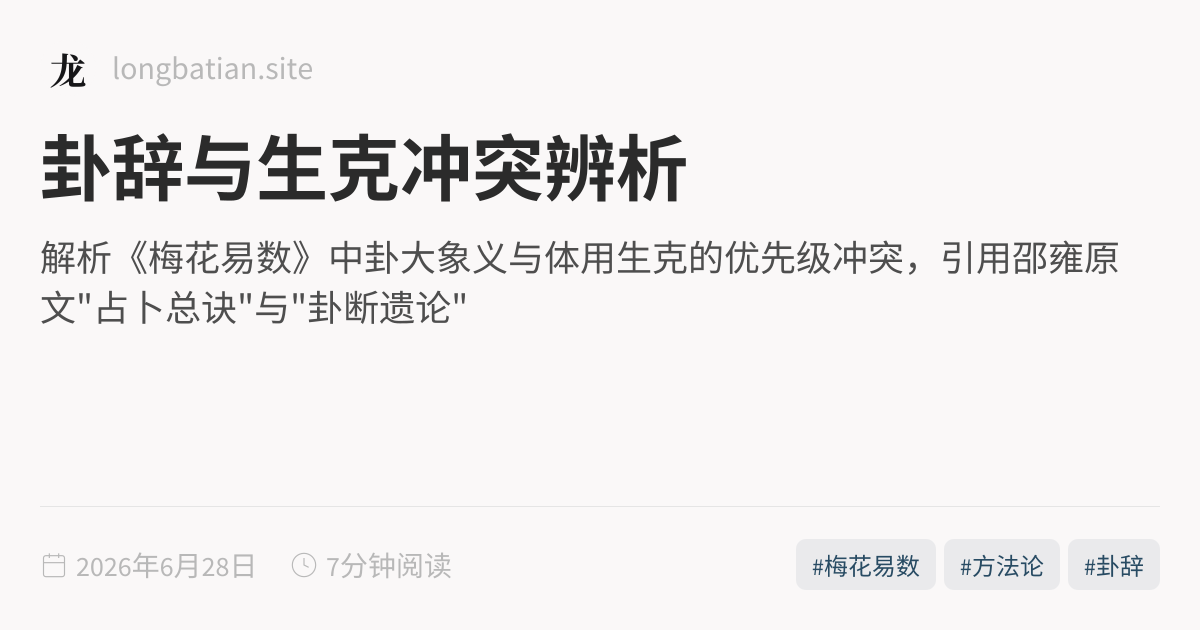 龙 longbatian.site
卦辞与生克冲突辨析
解析《梅花易数》中卦大象义与体用生克的优先级冲突，引用邵雍原
文"占卜总诀"与"卦断遗论"
2026年6月28日 7分钟阅读 #梅花易数 #方法论 #卦辞